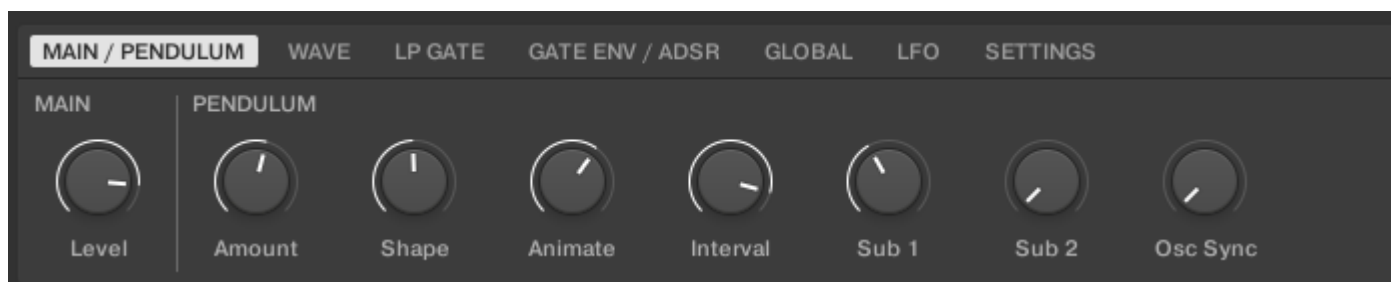 MAIN / PENDULUM WAVE LP GATE GATE ENV / ADSR GLOBAL LFO SETTINGS
MAIN PENDULUM
Level Amount Shape Animate Interval Sub 1 Sub 2 Osc Sync